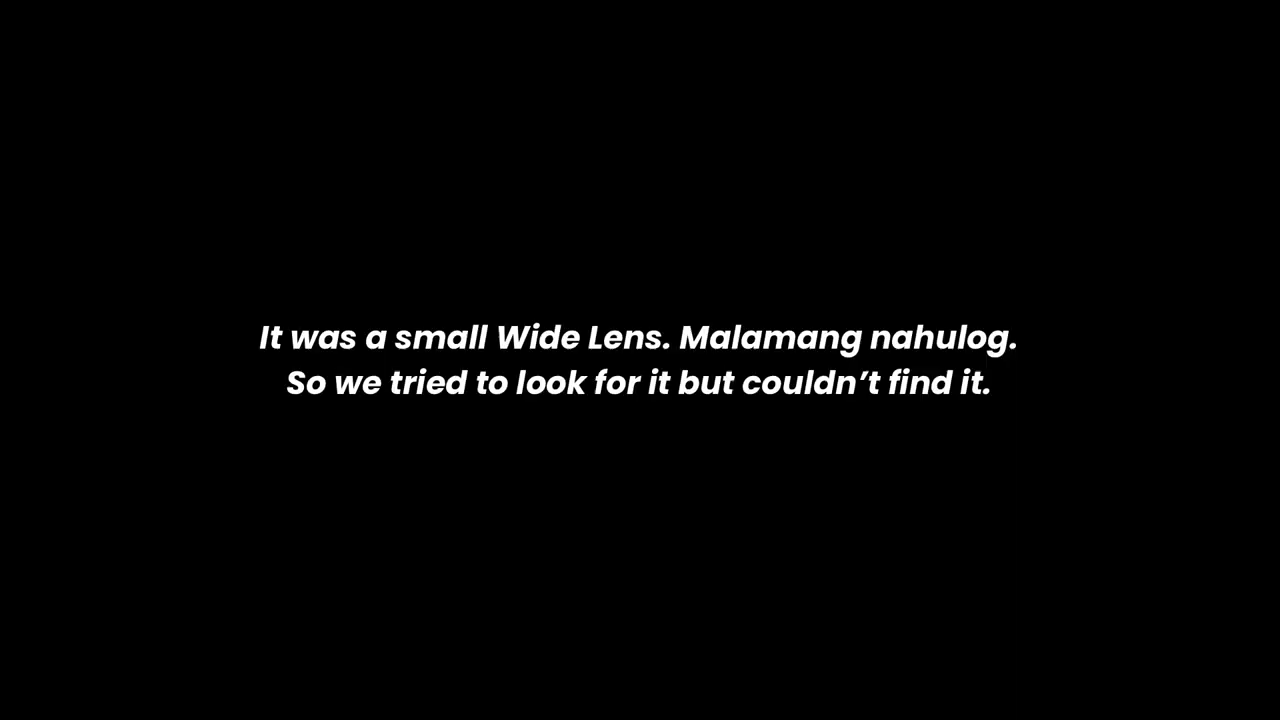 It was a small Wide Lens. Malamang nahulog.
So we tried to look for it but couldn’t find it.